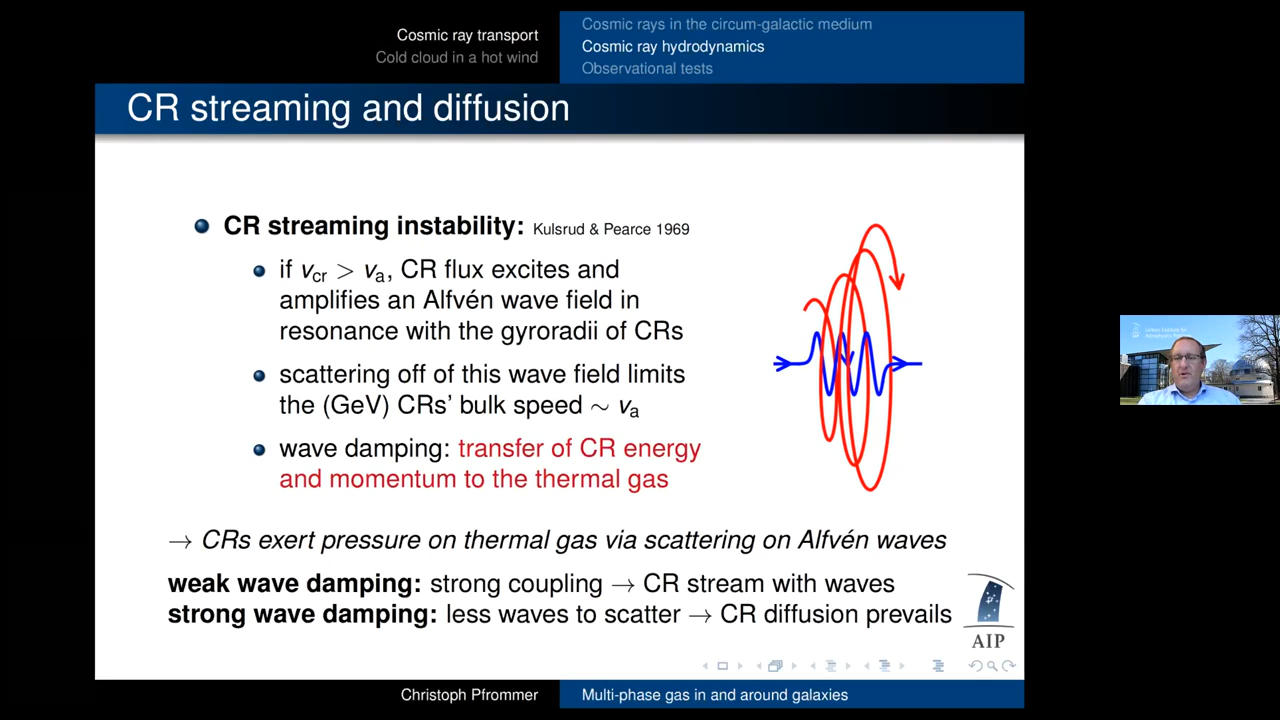 Cosmic ray transport
Cold cloud in a hot wind
Cosmic rays in the circum-galactic medium
Cosmic ray hydrodynamics
Observational tests
CR streaming and diffusion
CR streaming instability: Kulsrud & Pearce 1969
if v_cr > v_a, CR flux excites and
amplifies an Alfvén wave field in
resonance with the gyroradii of CRs
scattering off of this wave field limits
the (GeV) CRs' bulk speed ∼ v_a
wave damping: transfer of CR energy
and momentum to the thermal gas
→ CRs exert pressure on thermal gas via scattering on Alfvén waves
weak wave damping: strong coupling → CR stream with waves
strong wave damping: less waves to scatter → CR diffusion prevails
AIP
Christoph Pfrommer
Multi-phase gas in and around galaxies